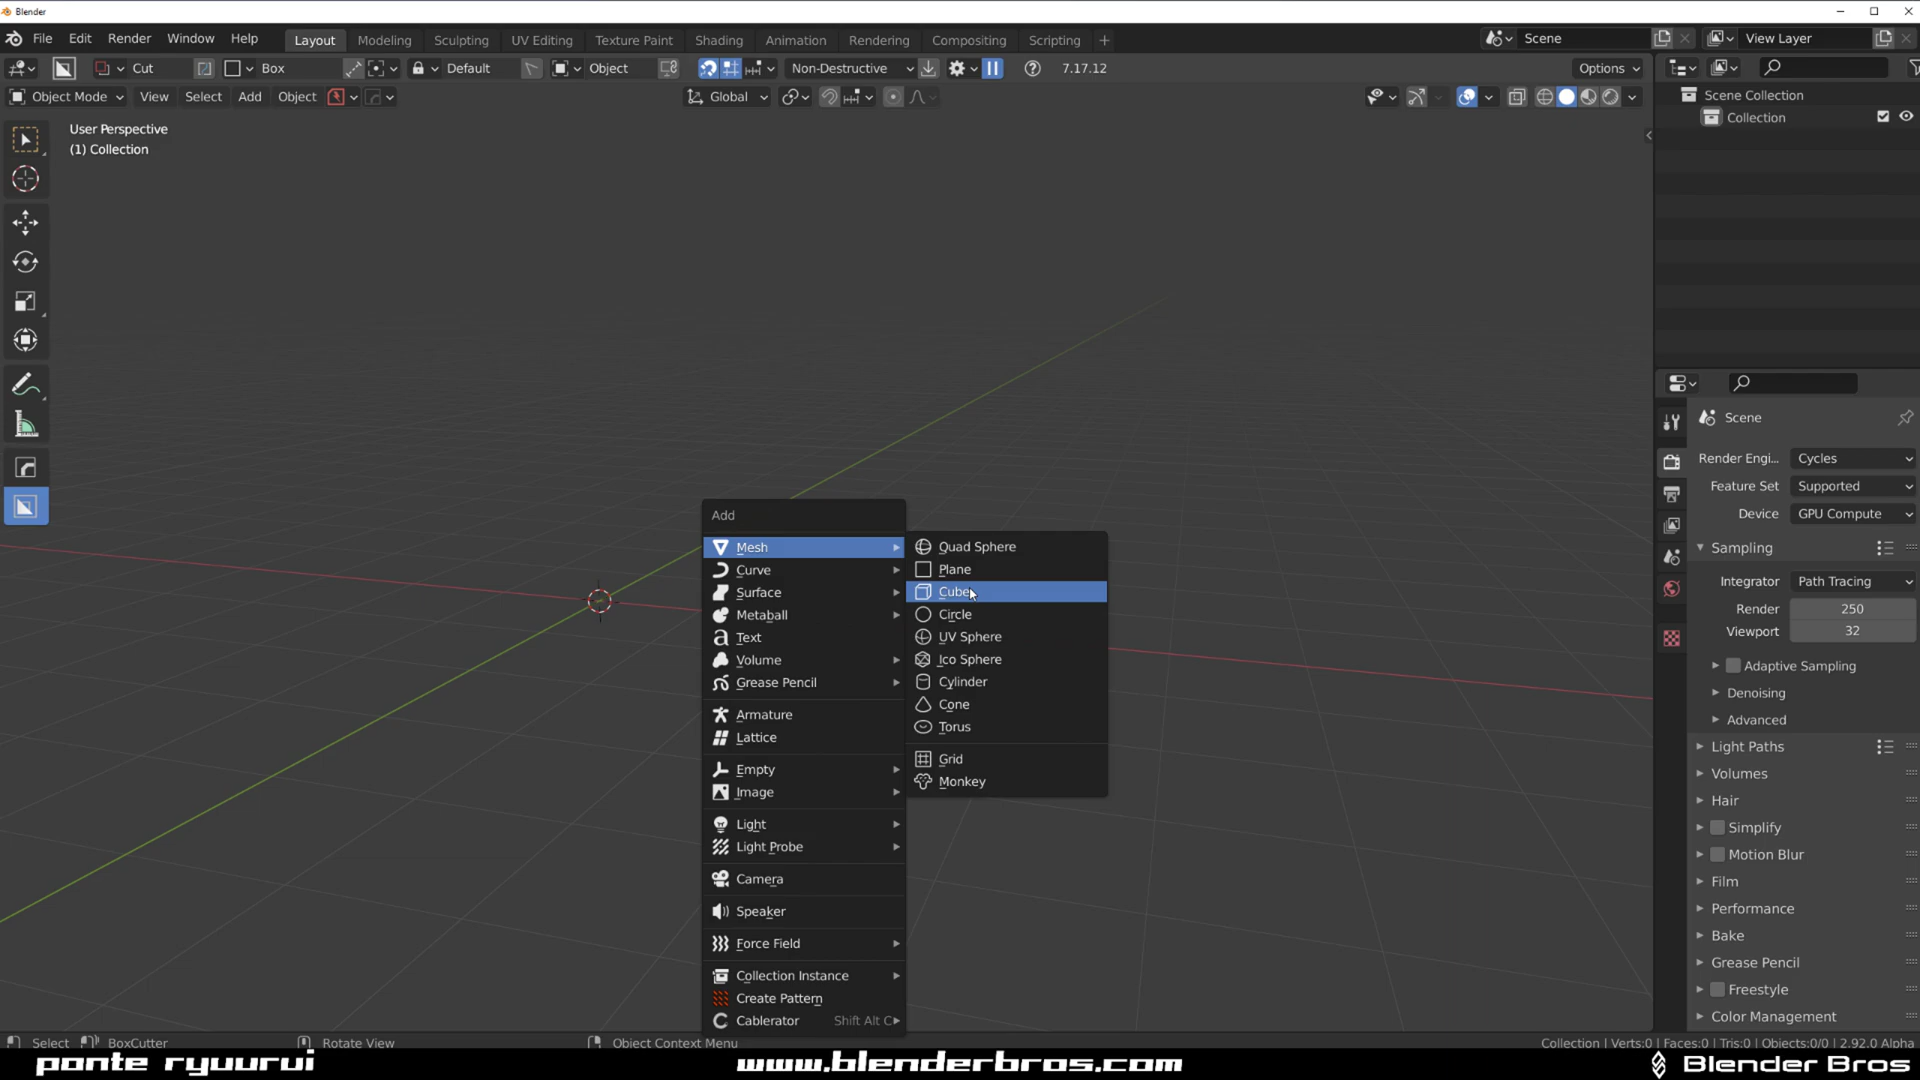 Blender
File Edit Render Window Help Layout Modeling Sculpting UV Editing Texture Paint Shading Animation Rendering Compositing Scripting + Scene View Layer
Cut Box Default Object Non-Destructive 7.17.12 Options
Object Mode View Select Add Object Global
User Perspective
(1) Collection
Scene Collection
Collection
Add
Mesh
Curve
Surface
Metaball
Text
Volume
Grease Pencil
Armature
Lattice
Empty
Image
Light
Light Probe
Camera
Speaker
Force Field
Collection Instance
Create Pattern
Cablerator Shift Alt C
Quad Sphere
Plane
Cube
Circle
UV Sphere
Ico Sphere
Cylinder
Cone
Torus
Grid
Monkey
Scene
Render Engi... Cycles
Feature Set Supported
Device GPU Compute
Sampling
Integrator Path Tracing
Render 250
Viewport 32
Adaptive Sampling
Denoising
Advanced
Light Paths
Volumes
Hair
Simplify
Motion Blur
Film
Performance
Bake
Grease Pencil
Freestyle
Color Management
Select BoxCutter Rotate View Object Context Menu Collection | Verts:0 | Faces:0 | Tris:0 | Objects:0/0 | 2.92.0 Alpha
ponte ryuurui www.blenderbros.com Blender Bros